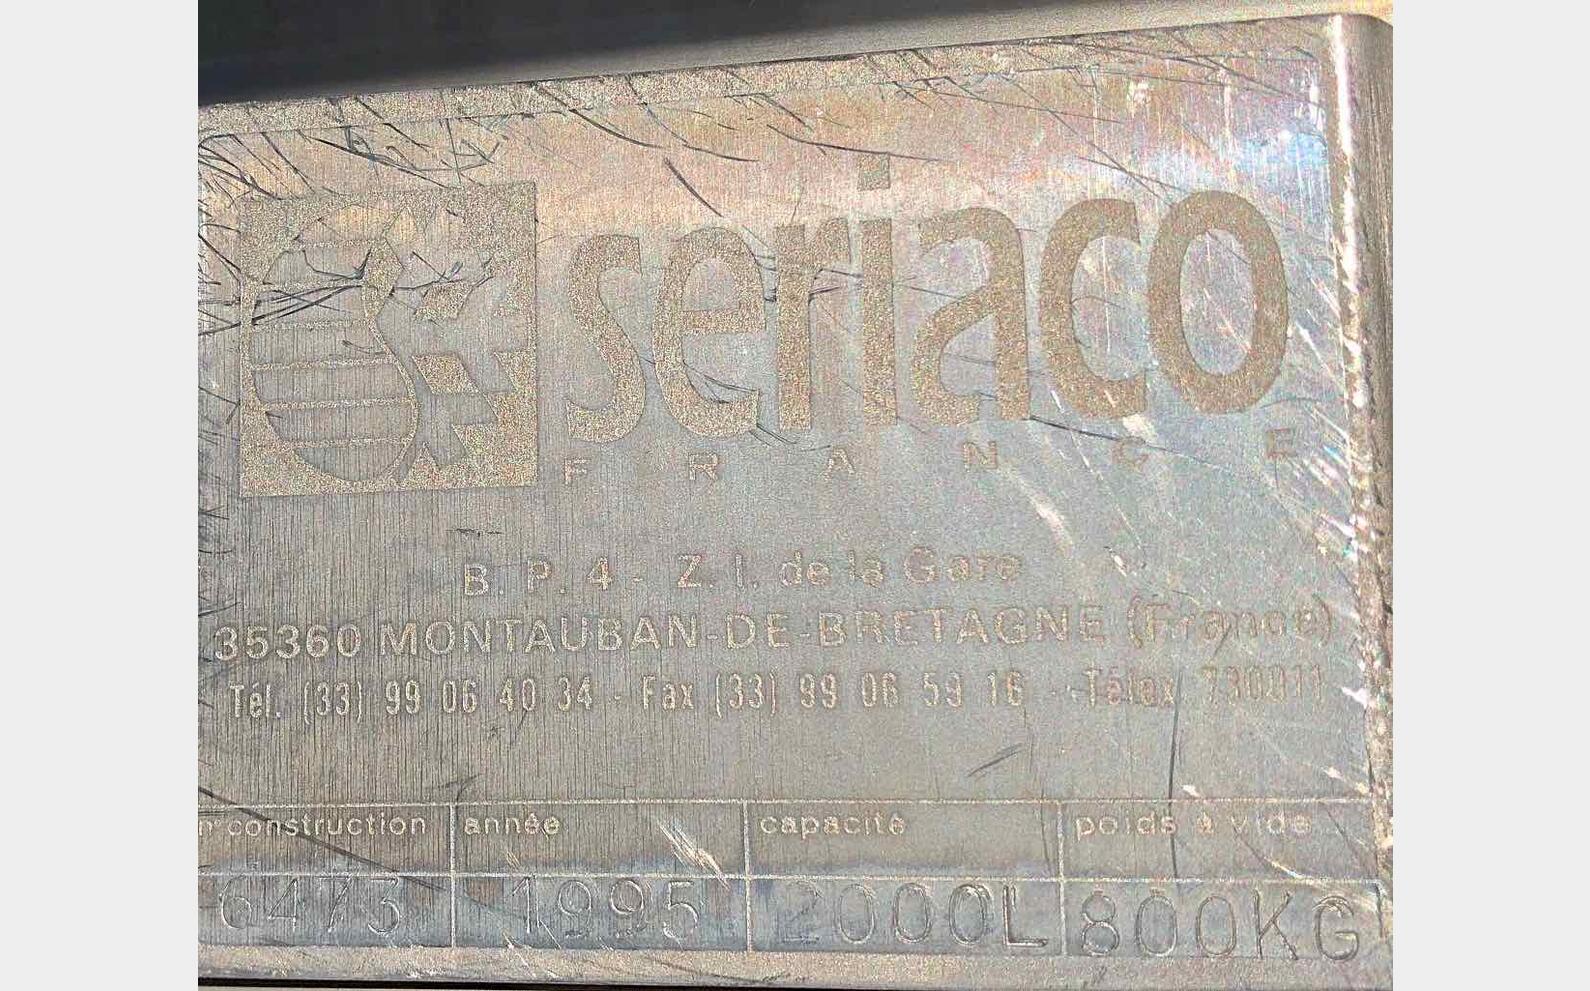 seriaco
FRANCE
B.P.4 - Z.I. de la Gare
35360 MONTAUBAN-DE-BRETAGNE (France)
Tél. (33) 99 06 40 34 - Fax (33) 99 06 59 16 - Télex
n° construction année capacité poids à vide
6473 1995 2000L 800KG